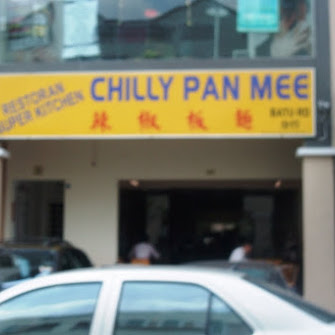 RESTORAN
SUPER KITCHEN
CHILLY PAN MEE
辣椒板麵
BATU RD